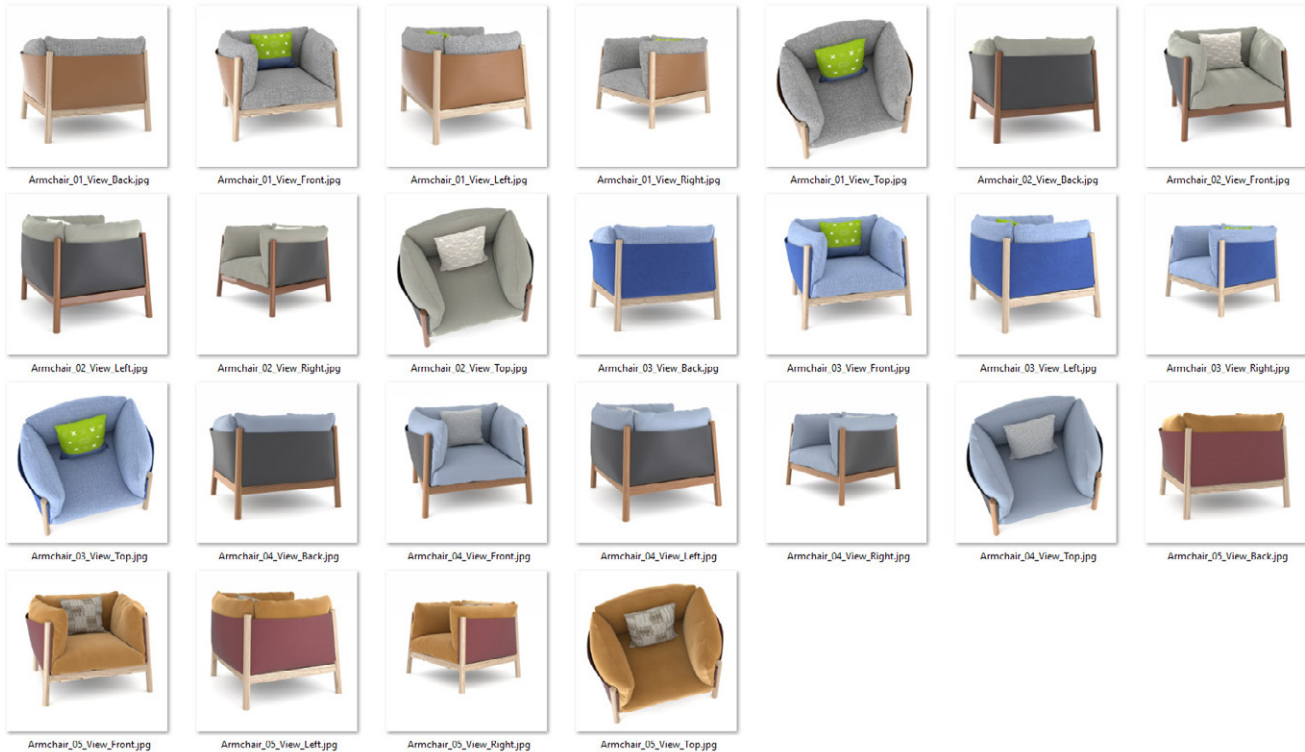 Armchair_01_View_Back.jpg
Armchair_01_View_Front.jpg
Armchair_01_View_Left.jpg
Armchair_01_View_Right.jpg
Armchair_01_View_Top.jpg
Armchair_02_View_Back.jpg
Armchair_02_View_Front.jpg
Armchair_02_View_Left.jpg
Armchair_02_View_Right.jpg
Armchair_02_View_Top.jpg
Armchair_03_View_Back.jpg
Armchair_03_View_Front.jpg
Armchair_03_View_Left.jpg
Armchair_03_View_Right.jpg
Armchair_03_View_Top.jpg
Armchair_04_View_Back.jpg
Armchair_04_View_Front.jpg
Armchair_04_View_Left.jpg
Armchair_04_View_Right.jpg
Armchair_04_View_Top.jpg
Armchair_05_View_Back.jpg
Armchair_05_View_Front.jpg
Armchair_05_View_Left.jpg
Armchair_05_View_Right.jpg
Armchair_05_View_Top.jpg